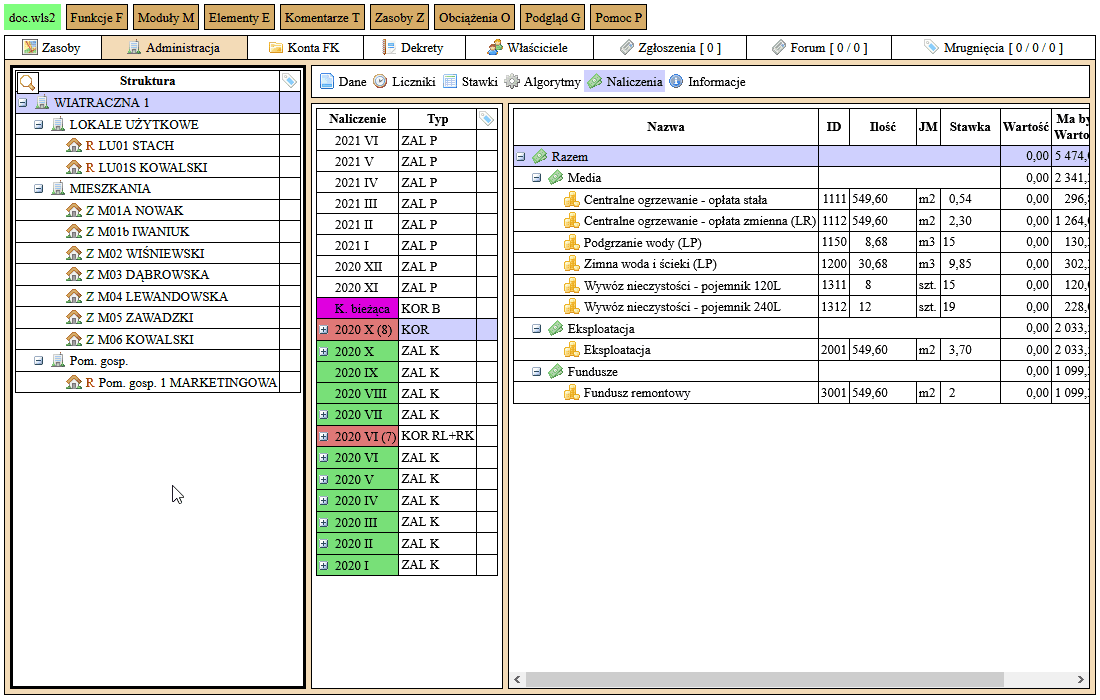 doc.wls2 Funkcje F Moduły M Elementy E Komentarze T Zasoby Z Obciążenia O Podgląd G Pomoc P
Zasoby Administracja Konta FK Dekrety Właściciele Zgłoszenia [ 0 ] Forum [ 0 / 0 ] Mrugnięcia [ 0 / 0 / 0 ]
Struktura
WIATRACZNA 1
LOKALE UŻYTKOWE
R LU01 STACH
R LU01S KOWALSKI
MIESZKANIA
Z M01A NOWAK
Z M01b IWANIUK
Z M02 WIŚNIEWSKI
Z M03 DĄBROWSKA
Z M04 LEWANDOWSKA
Z M05 ZAWADZKI
Z M06 KOWALSKI
Pom. gosp.
R Pom. gosp. 1 MARKETINGOWA
Dane Liczniki Stawki Algorytmy Naliczenia Informacje
Naliczenie Typ
2021 VI ZAL P
2021 V ZAL P
2021 IV ZAL P
2021 III ZAL P
2021 II ZAL P
2021 I ZAL P
2020 XII ZAL P
2020 XI ZAL P
K. bieżąca KOR B
2020 X (8) KOR
2020 X ZAL K
2020 IX ZAL K
2020 VIII ZAL K
2020 VII ZAL K
2020 VI (7) KOR RL+RK
2020 VI ZAL K
2020 V ZAL K
2020 IV ZAL K
2020 III ZAL K
2020 II ZAL K
2020 I ZAL K
Nazwa ID Ilość JM Stawka Wartość Ma by
Warto
Razem 0,00 5 474,
Media 0,00 2 341,
Centralne ogrzewanie - opłata stała 1111 549,60 m2 0,54 0,00 296,
Centralne ogrzewanie - opłata zmienna (LR) 1112 549,60 m2 2,30 0,00 1 264,
Podgrzanie wody (LP) 1150 8,68 m3 15 0,00 130,
Zimna woda i ścieki (LP) 1200 30,68 m3 9,85 0,00 302,
Wywóz nieczystości - pojemnik 120L 1311 8 szt. 15 0,00 120,
Wywóz nieczystości - pojemnik 240L 1312 12 szt. 19 0,00 228,
Eksploatacja 0,00 2 033,
Eksploatacja 2001 549,60 m2 3,70 0,00 2 033,
Fundusze 0,00 1 099,
Fundusz remontowy 3001 549,60 m2 2 0,00 1 099,